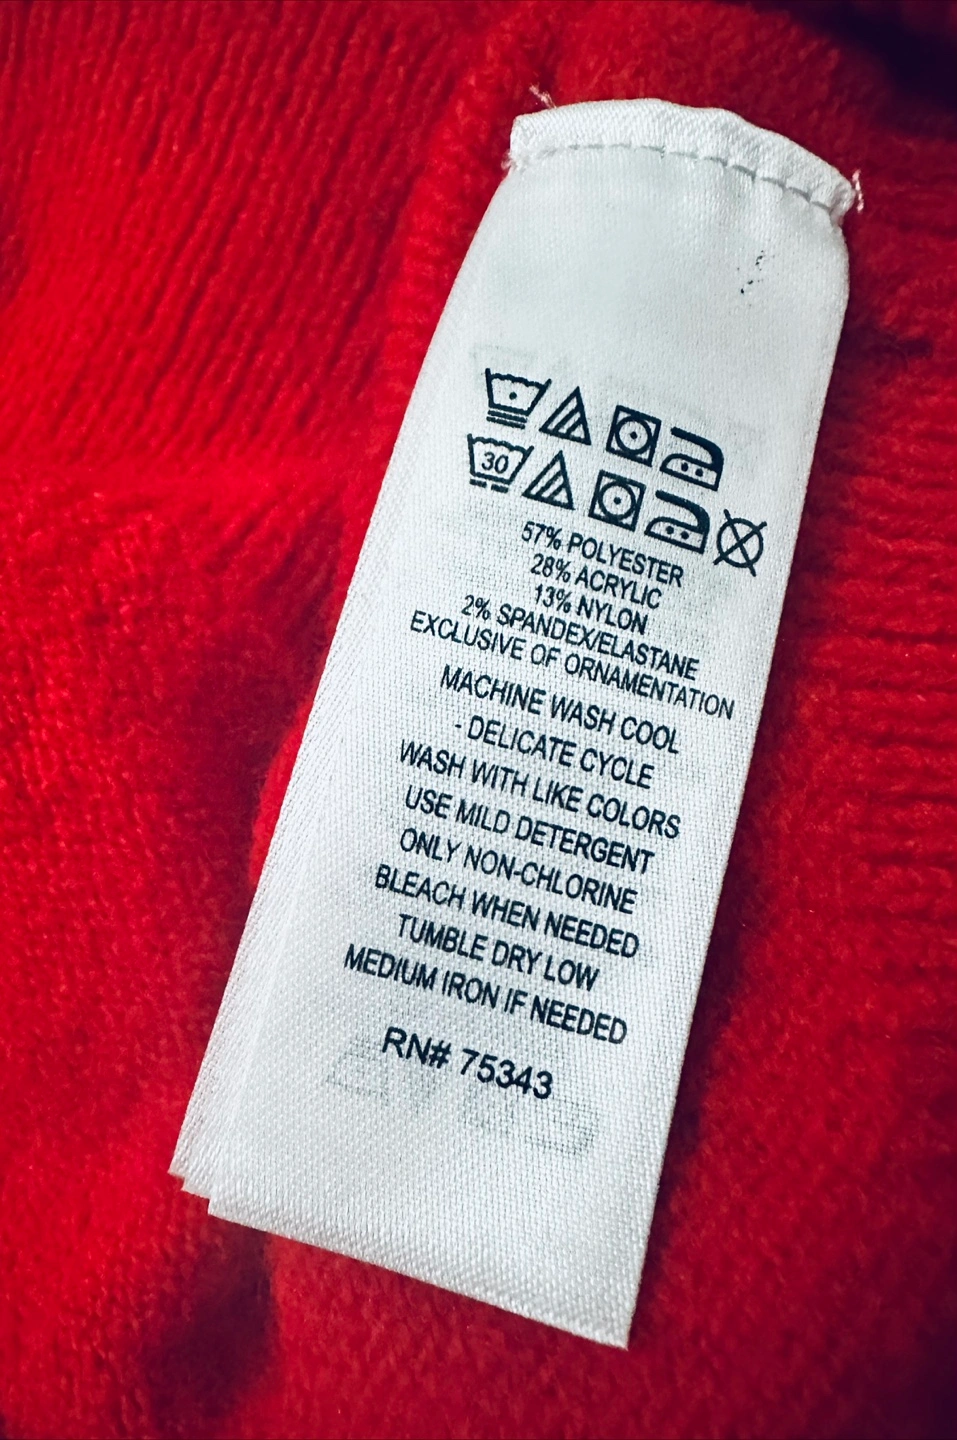 30
57% POLYESTER
28% ACRYLIC
13% NYLON
2% SPANDEX/ELASTANE
EXCLUSIVE OF ORNAMENTATION
MACHINE WASH COOL
- DELICATE CYCLE
WASH WITH LIKE COLORS
USE MILD DETERGENT
ONLY NON-CHLORINE
BLEACH WHEN NEEDED
TUMBLE DRY LOW
MEDIUM IRON IF NEEDED
RN# 75343